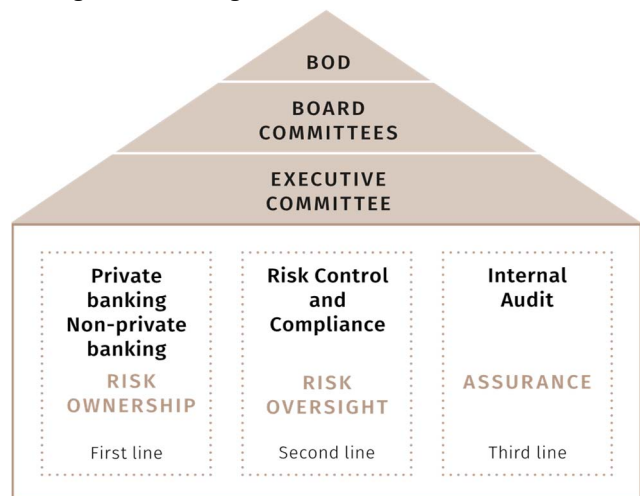 BOD
BOARD
COMMITTEES
EXECUTIVE
COMMITTEE
Private
banking
Non-private
banking
RISK
OWNERSHIP
First line
Risk Control
and
Compliance
RISK
OVERSIGHT
Second line
Internal
Audit
ASSURANCE
Third line